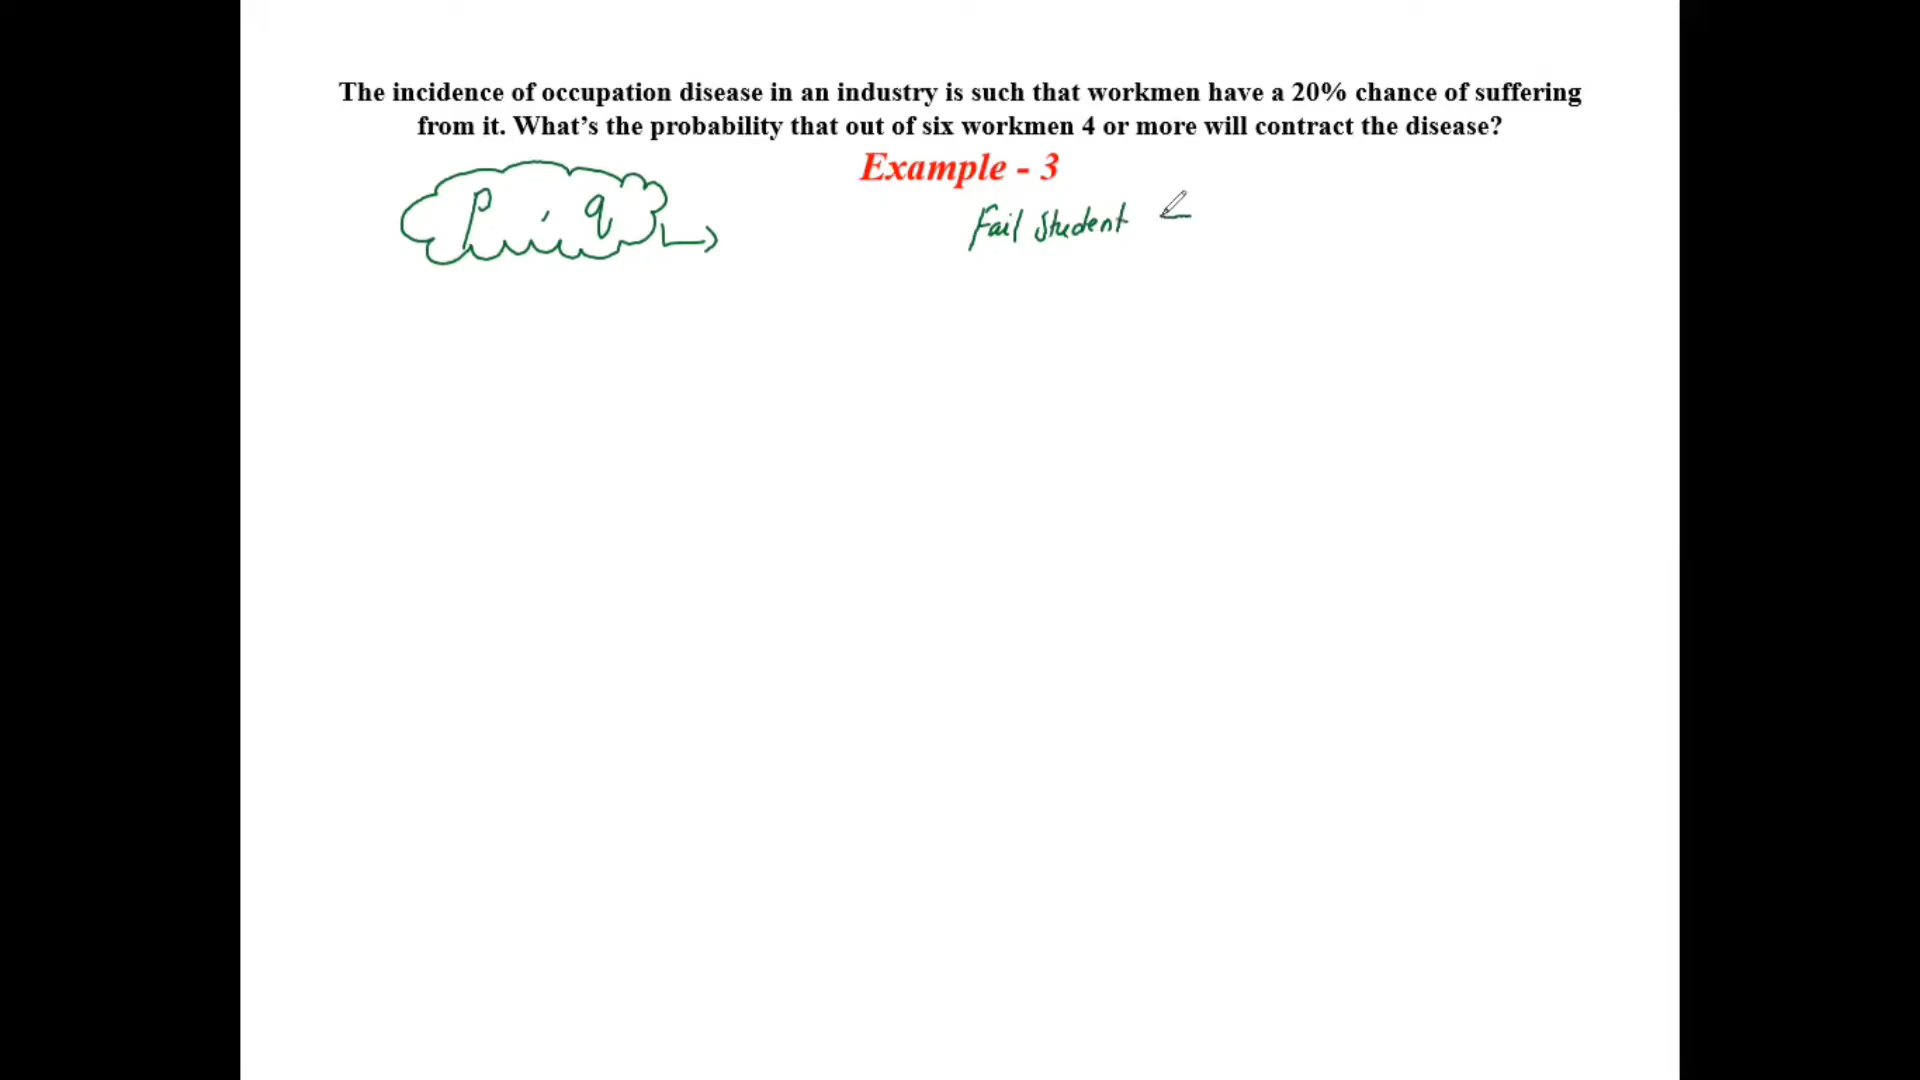 The incidence of occupation disease in an industry is such that workmen have a 20% chance of suffering
from it. What’s the probability that out of six workmen 4 or more will contract the disease?
Example - 3
p , q
Fail Student